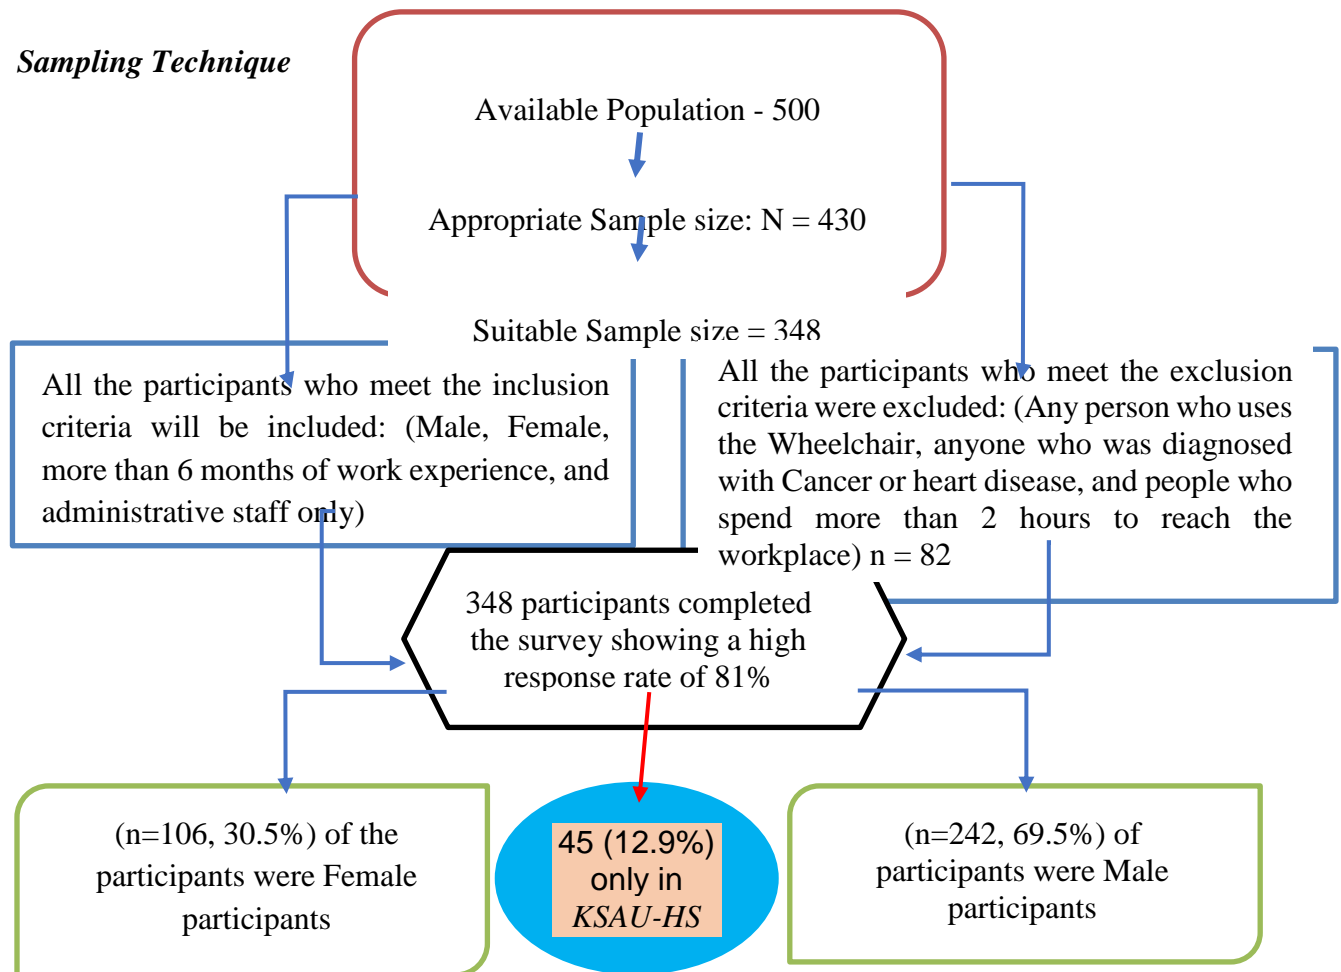 Sampling Technique
Available Population - 500
Appropriate Sample size: N = 430
Suitable Sample size = 348
All the participants who meet the inclusion
criteria will be included: (Male, Female,
more than 6 months of work experience, and
administrative staff only)
All the participants who meet the exclusion
criteria were excluded: (Any person who uses
the Wheelchair, anyone who was diagnosed
with Cancer or heart disease, and people who
spend more than 2 hours to reach the
workplace) n = 82
348 participants completed
the survey showing a high
response rate of 81%
(n=106, 30.5%) of the
participants were Female
participants
45 (12.9%)
only in
KSAU-HS
(n=242, 69.5%) of
participants were Male
participants